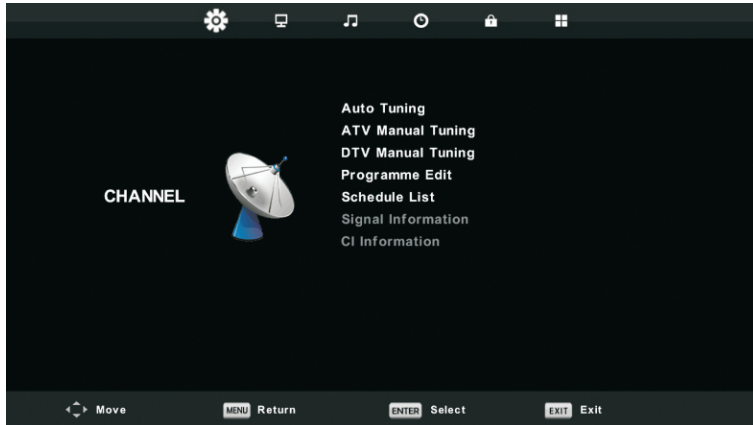 CHANNEL
Auto Tuning
ATV Manual Tuning
DTV Manual Tuning
Programme Edit
Schedule List
Signal Information
CI Information
Move MENU Return ENTER Select EXIT Exit